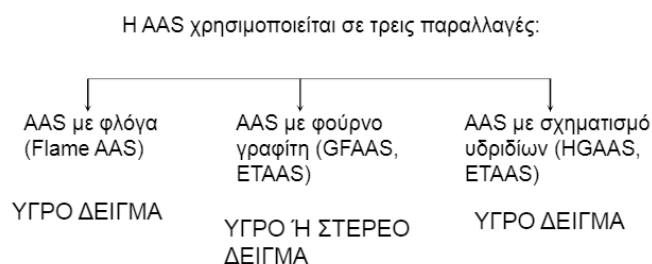 Η AAS χρησιμοποιείται σε τρεις παραλλαγές:
AAS με φλόγα
(Flame AAS)
ΥΓΡΟ ΔΕΙΓΜΑ
AAS με φούρνο
γραφίτη (GFAAS,
ETAAS)
ΥΓΡΟ Ή ΣΤΕΡΕΟ
ΔΕΙΓΜΑ
AAS με σχηματισμό
υδριδίων (HGAAS,
ETAAS)
ΥΓΡΟ ΔΕΙΓΜΑ